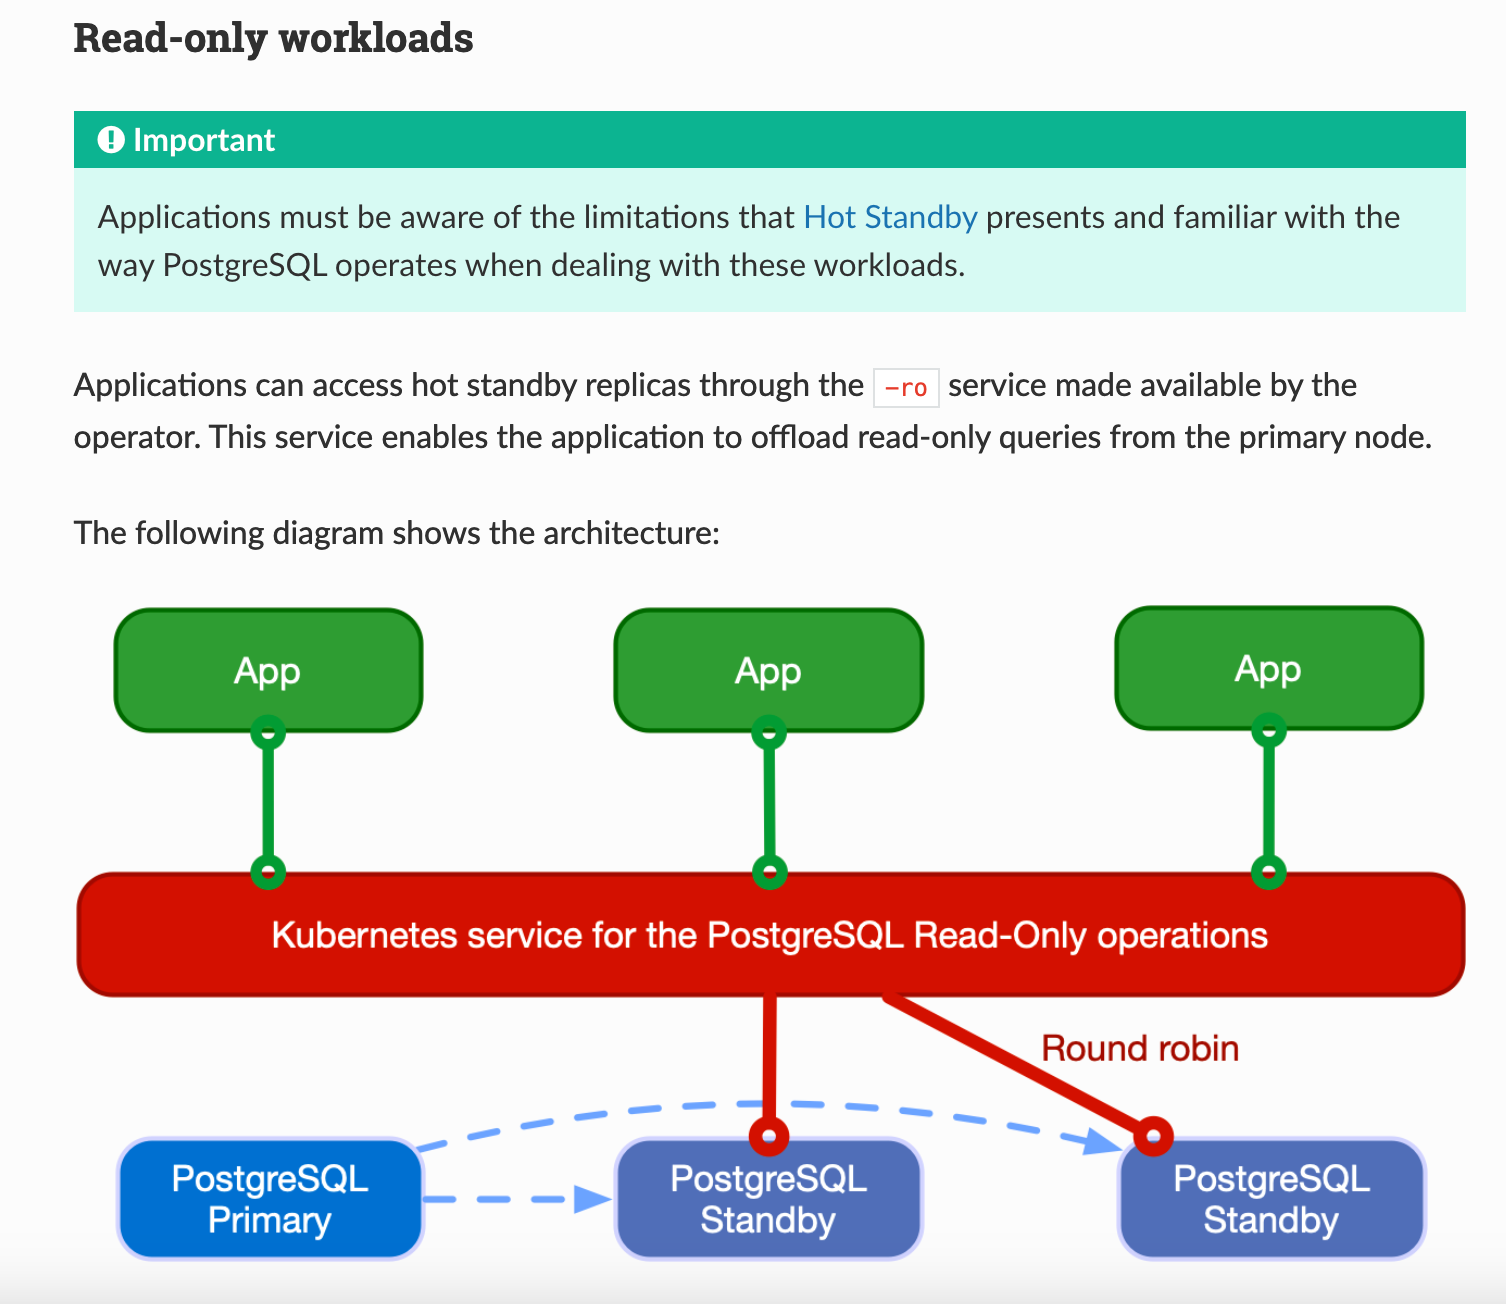 Read-only workloads
Important
Applications must be aware of the limitations that Hot Standby presents and familiar with the
way PostgreSQL operates when dealing with these workloads.
Applications can access hot standby replicas through the -ro service made available by the
operator. This service enables the application to offload read-only queries from the primary node.
The following diagram shows the architecture:
App
App
App
Kubernetes service for the PostgreSQL Read-Only operations
Round robin
PostgreSQL
Primary
PostgreSQL
Standby
PostgreSQL
Standby